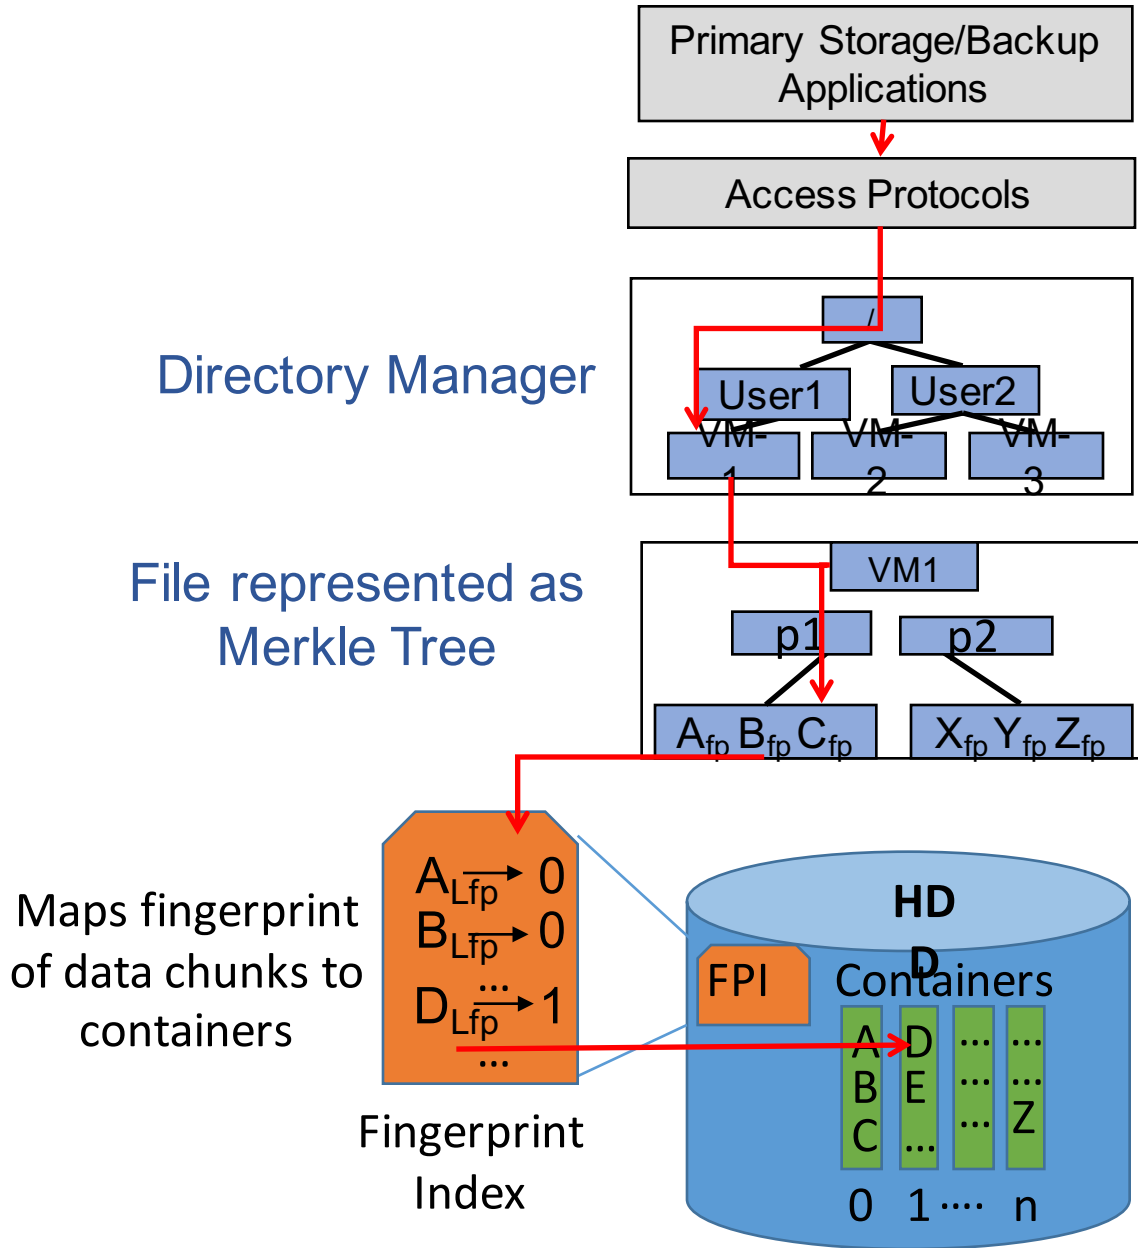 Primary Storage/Backup
Applications
Access Protocols
/
Directory Manager
User1
User2
VM-
1
VM-
2
VM-
3
File represented as
Merkle Tree
VM1
p1
p2
Afp Bfp Cfp
Xfp Yfp Zfp
ALfp → 0
BLfp → 0
...
DLfp → 1
...
Maps fingerprint
of data chunks to
containers
Fingerprint
Index
HD
D
FPI
Containers
A D ... ...
B E ... ...
C ... ... Z
0 1 .... n